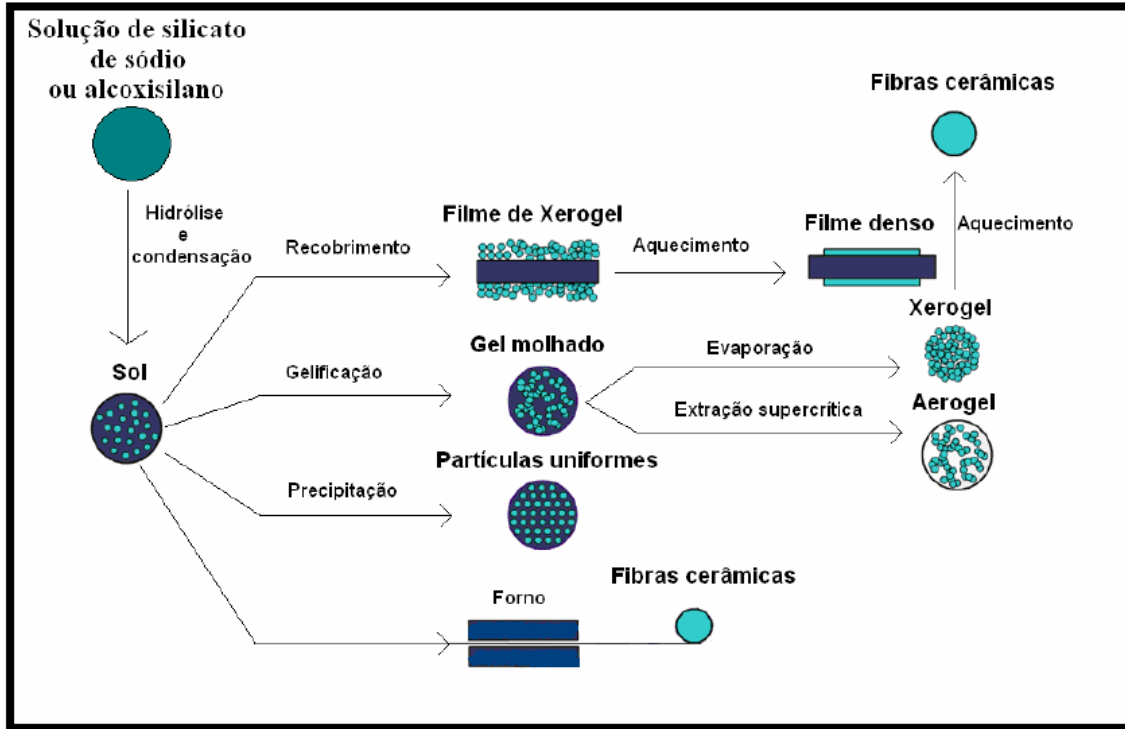 Solução de silicato
de sódio
ou alcoxisilano
Fibras cerâmicas
Hidrólise
e
condensação
Recobrimento
Filme de Xerogel
Aquecimento
Filme denso
Aquecimento
Sol
Gelificação
Gel molhado
Evaporação
Xerogel
Extração supercrítica
Aerogel
Precipitação
Partículas uniformes
Forno
Fibras cerâmicas